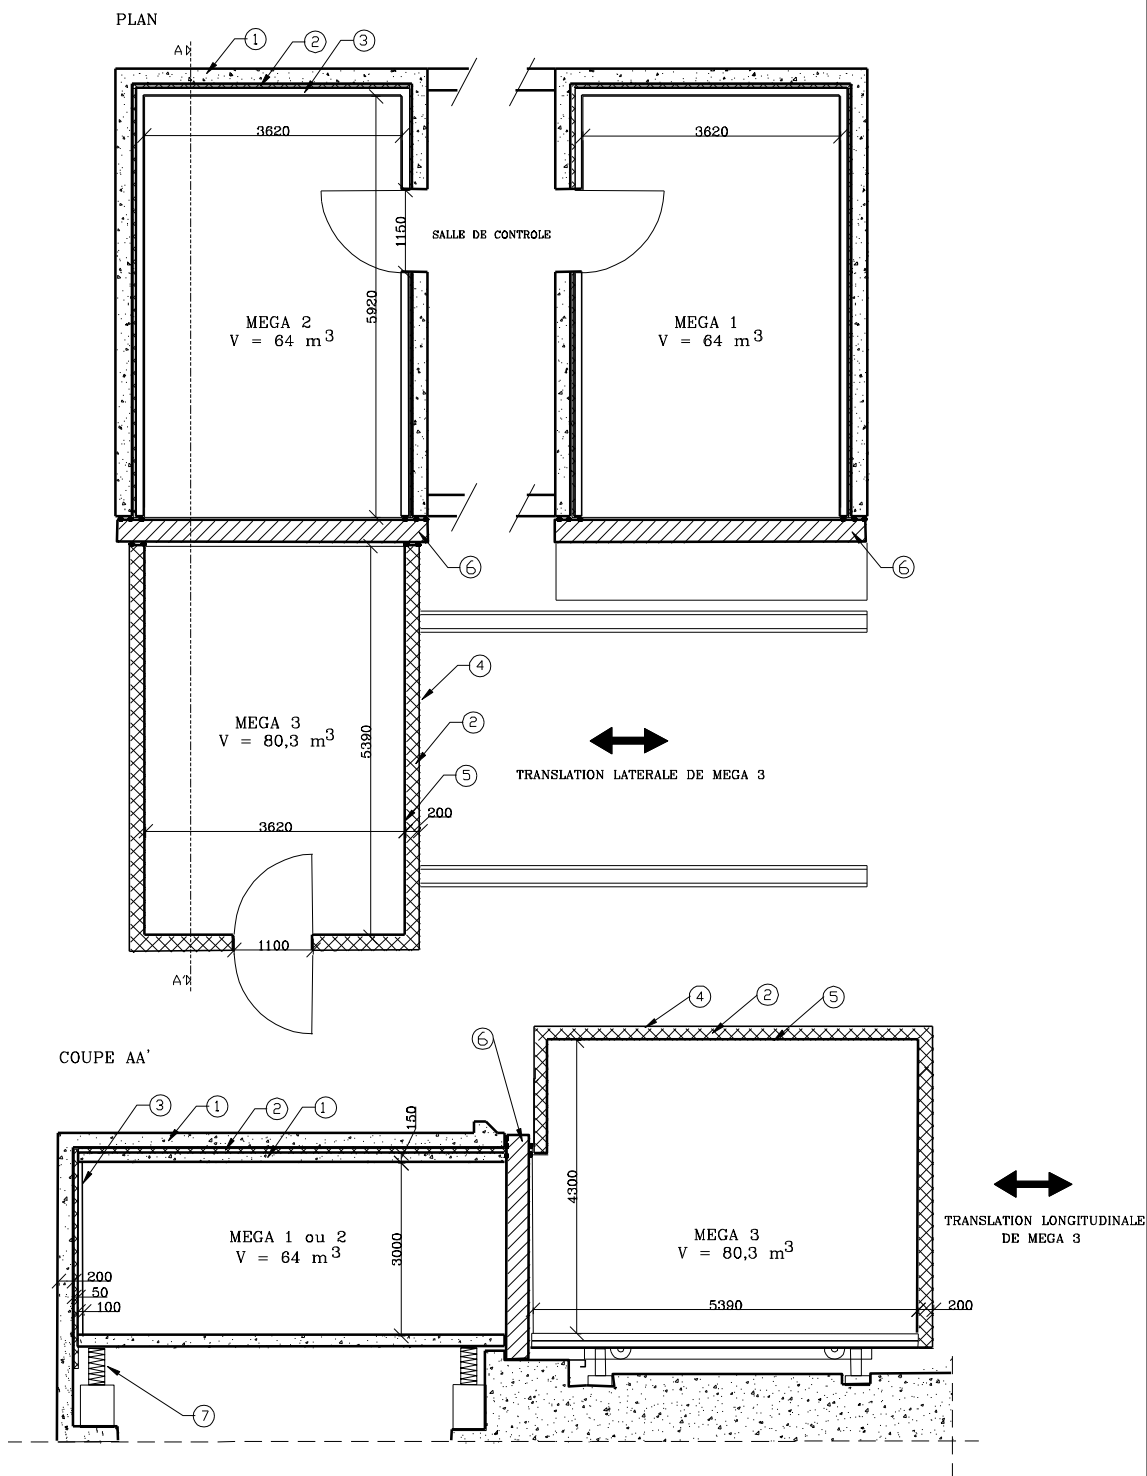 PLAN
A
1
2
3
3620
3620
1150
SALLE DE CONTROLE
5920
MEGA 2
V = 64 m3
MEGA 1
V = 64 m3
6
6
4
MEGA 3
V = 80,3 m3
5390
2
TRANSLATION LATERALE DE MEGA 3
5
200
3620
1100
A'
4
2
5
COUPE AA'
6
3
1
2
1
150
4300
MEGA 1 ou 2
V = 64 m3
3000
MEGA 3
V = 80,3 m3
TRANSLATION LONGITUDINALE
DE MEGA 3
200
50
100
5390
200
7